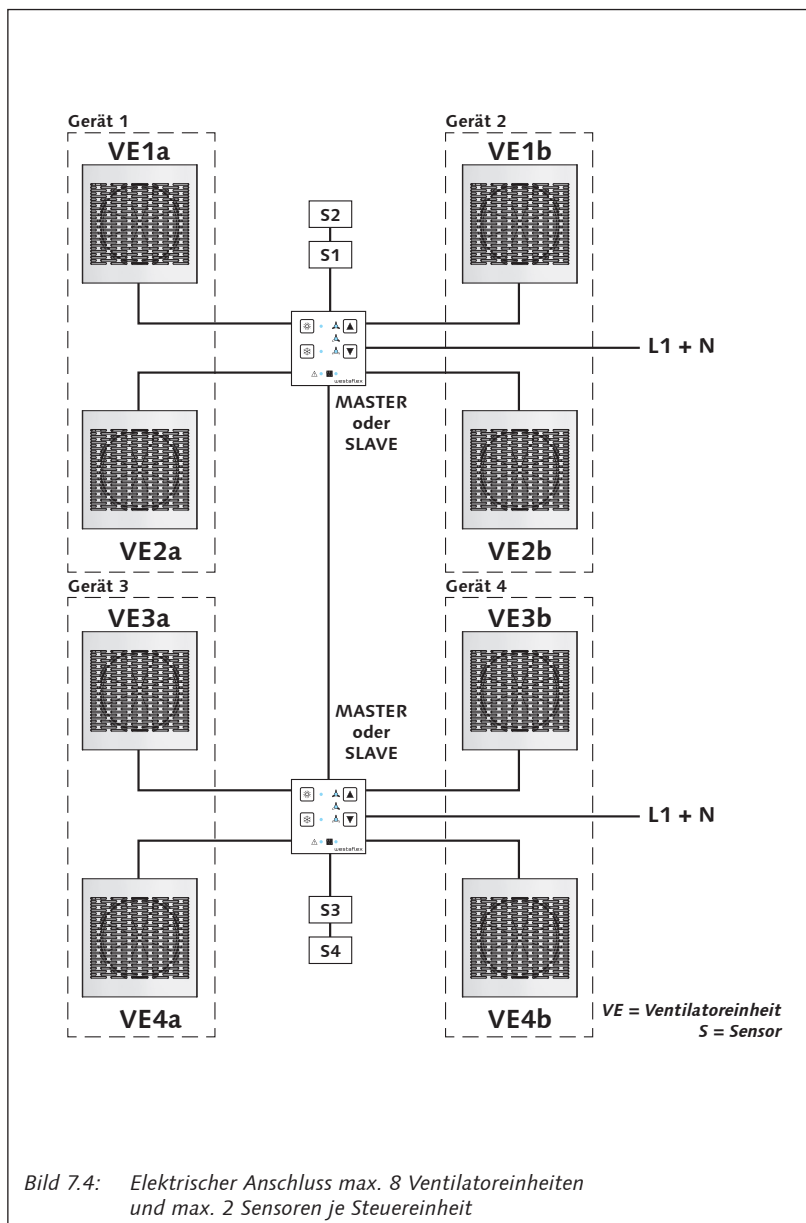 Gerät 1
Gerät 2
VE1a
VE1b
S2
S1
L1 + N
westaflex
MASTER
oder
SLAVE
VE2a
VE2b
Gerät 3
Gerät 4
VE3a
VE3b
MASTER
oder
SLAVE
L1 + N
westaflex
S3
S4
VE4a
VE4b
VE = Ventilatoreinheit
S = Sensor
Bild 7.4: Elektrischer Anschluss max. 8 Ventilatoreinheiten
und max. 2 Sensoren je Steuereinheit